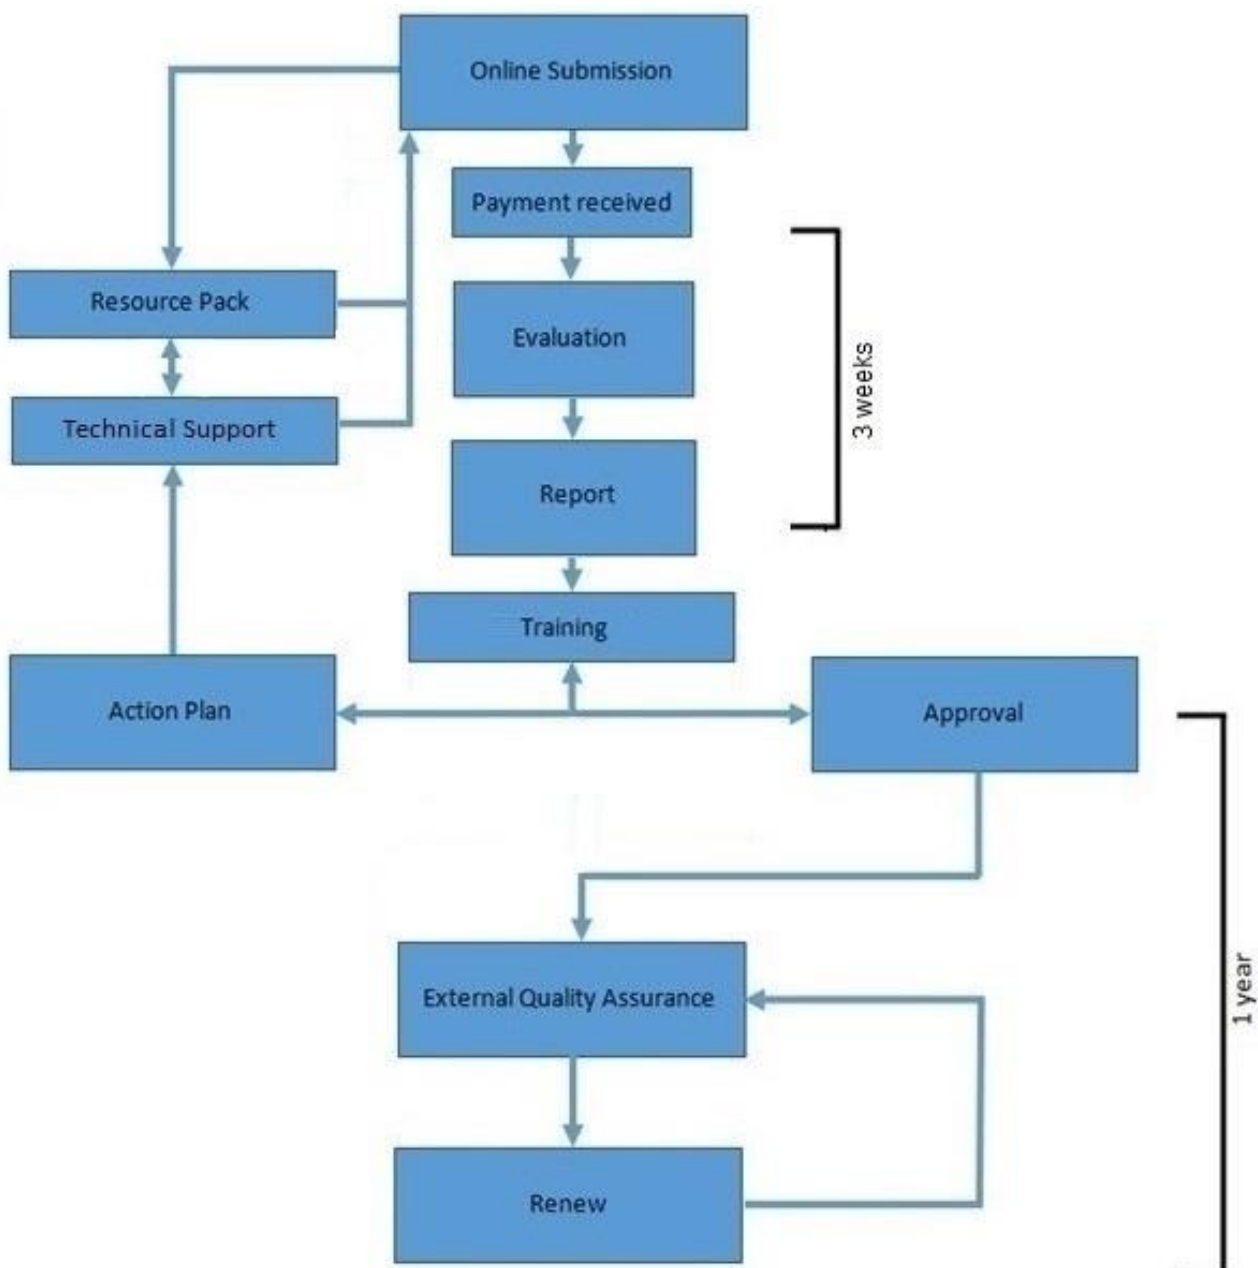 Online Submission
Payment received
Resource Pack
Evaluation
3 weeks
Technical Support
Report
Training
Action Plan
Approval
External Quality Assurance
1 year
Renew